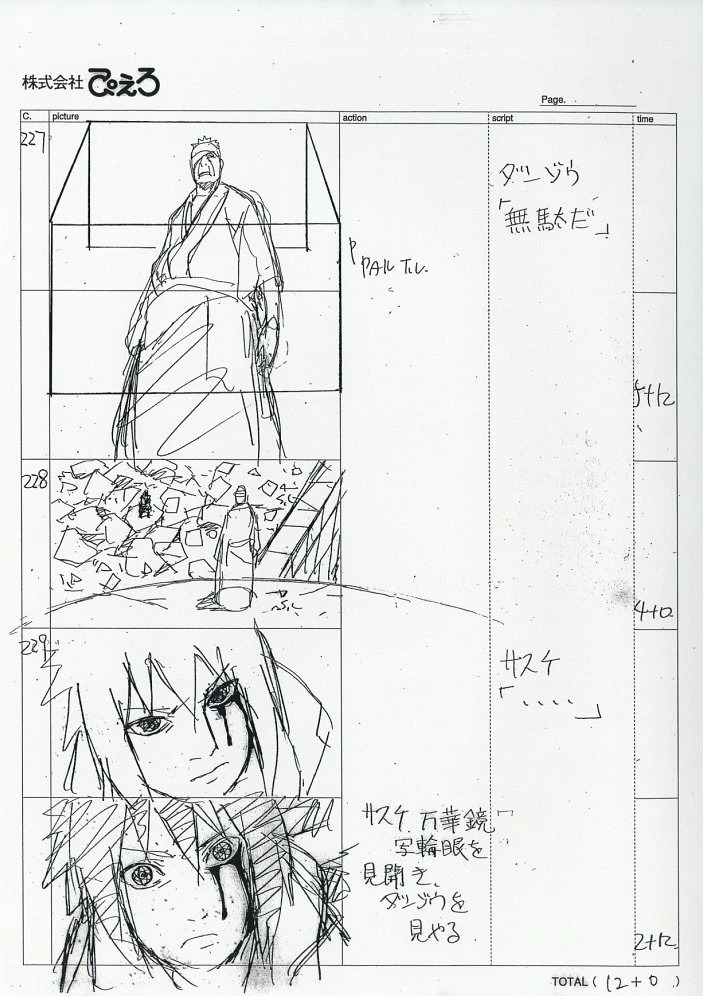 株式会社 ぴえろ
Page.
C. picture action script time
227
ダンゾウ
「無駄だ」
PAN T.U.
5+12
228
4+0
229
サスケ
「、、、、」
サスケ 万華鏡
写輪眼を
見開き、
ダンゾウを
見やる
2+12
TOTAL ( 12+0 )